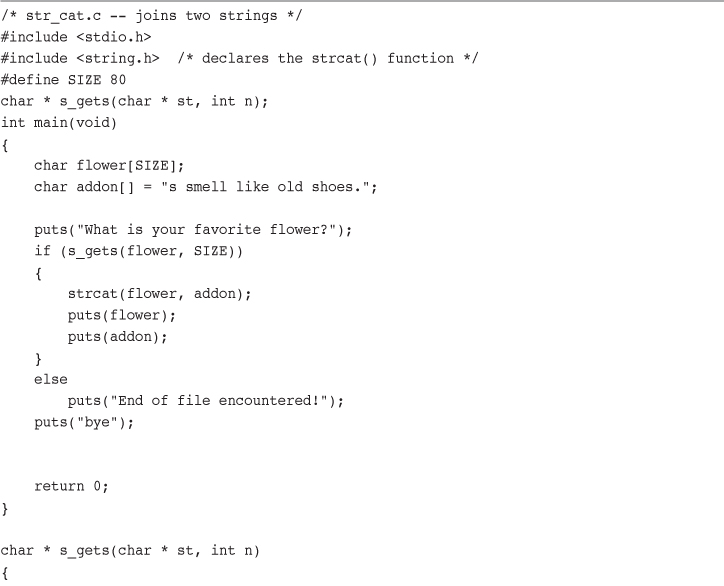 /* str_cat.c -- joins two strings */
#include <stdio.h>
#include <string.h>  /* declares the strcat() function */
#define SIZE 80
char * s_gets(char * st, int n);
int main(void)
{
    char flower[SIZE];
    char addon[] = "s smell like old shoes.";

    puts("What is your favorite flower?");
    if (s_gets(flower, SIZE))
    {
        strcat(flower, addon);
        puts(flower);
        puts(addon);
    }
    else
        puts("End of file encountered!");
    puts("bye");


    return 0;
}

char * s_gets(char * st, int n)
{